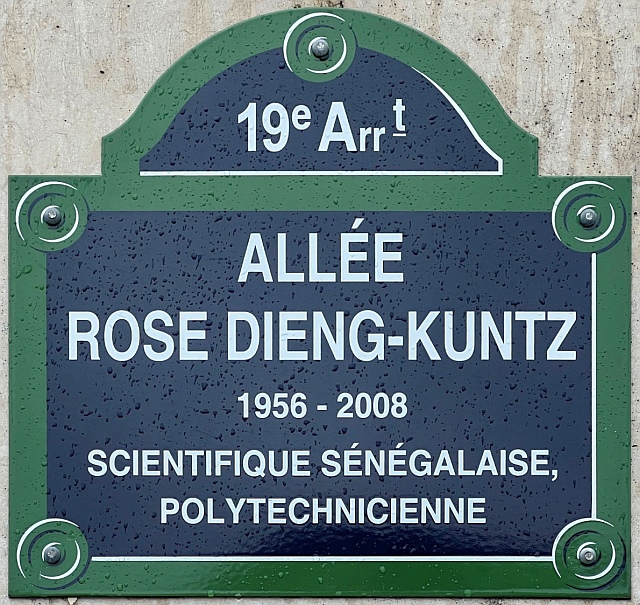 19e Arrt
ALLÉE
ROSE DIENG-KUNTZ
1956 - 2008
SCIENTIFIQUE SÉNÉGALAISE,
POLYTECHNICIENNE